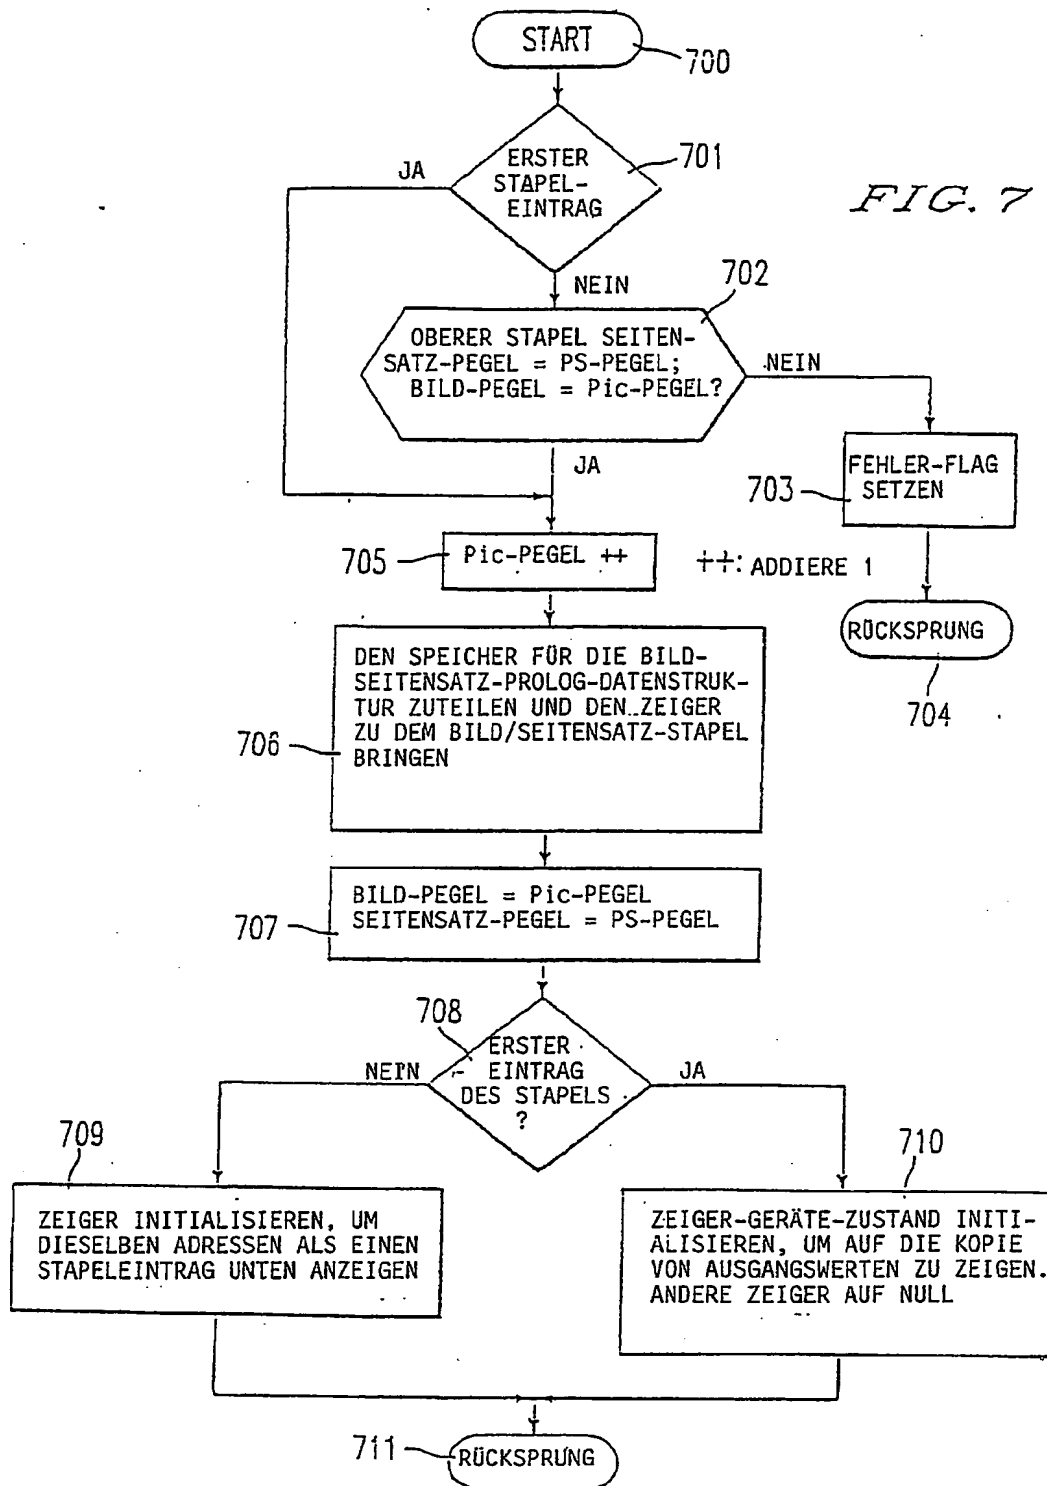 START
700
ERSTER
STAPEL-
EINTRAG
701
JA
FIG. 7
NEIN
702
OBERER STAPEL SEITEN-
SATZ-PEGEL = PS-PEGEL;
BILD-PEGEL = Pic-PEGEL?
NEIN
JA
703
FEHLER-FLAG
SETZEN
705
Pic-PEGEL ++
++: ADDIERE 1
RÜCKSPRUNG
704
706
DEN SPEICHER FÜR DIE BILD-
SEITENSATZ-PROLOG-DATENSTRUK-
TUR ZUTEILEN UND DEN ZEIGER
ZU DEM BILD/SEITENSATZ-STAPEL
BRINGEN
707
BILD-PEGEL = Pic-PEGEL
SEITENSATZ-PEGEL = PS-PEGEL
708
ERSTER
EINTRAG
DES STAPELS
?
NEIN
JA
709
ZEIGER INITIALISIEREN, UM
DIESELBEN ADRESSEN ALS EINEN
STAPELEINTRAG UNTEN ANZEIGEN
710
ZEIGER-GERÄTE-ZUSTAND INITI-
ALISIEREN, UM AUF DIE KOPIE
VON AUSGANGSWERTEN ZU ZEIGEN.
ANDERE ZEIGER AUF NULL
711
RÜCKSPRUNG